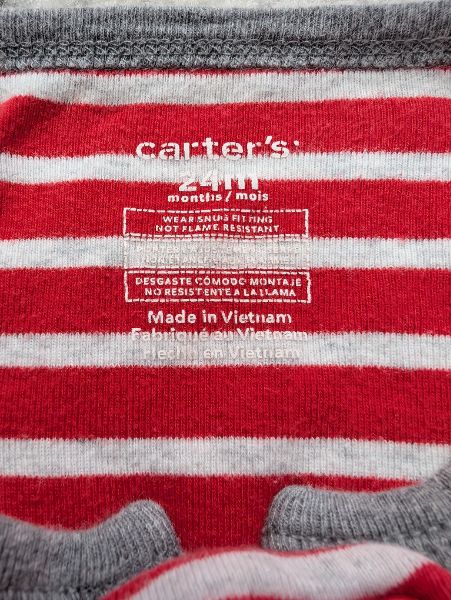 carter's
24m
months / mois
WEAR SNUG FITTING
NOT FLAME RESISTANT
DESGASTE CÓMODO MONTAJE
NO RESISTENTE A LA LLAMA
Made in Vietnam
Fabriqué en Vietnam
Hecho en Vietnam